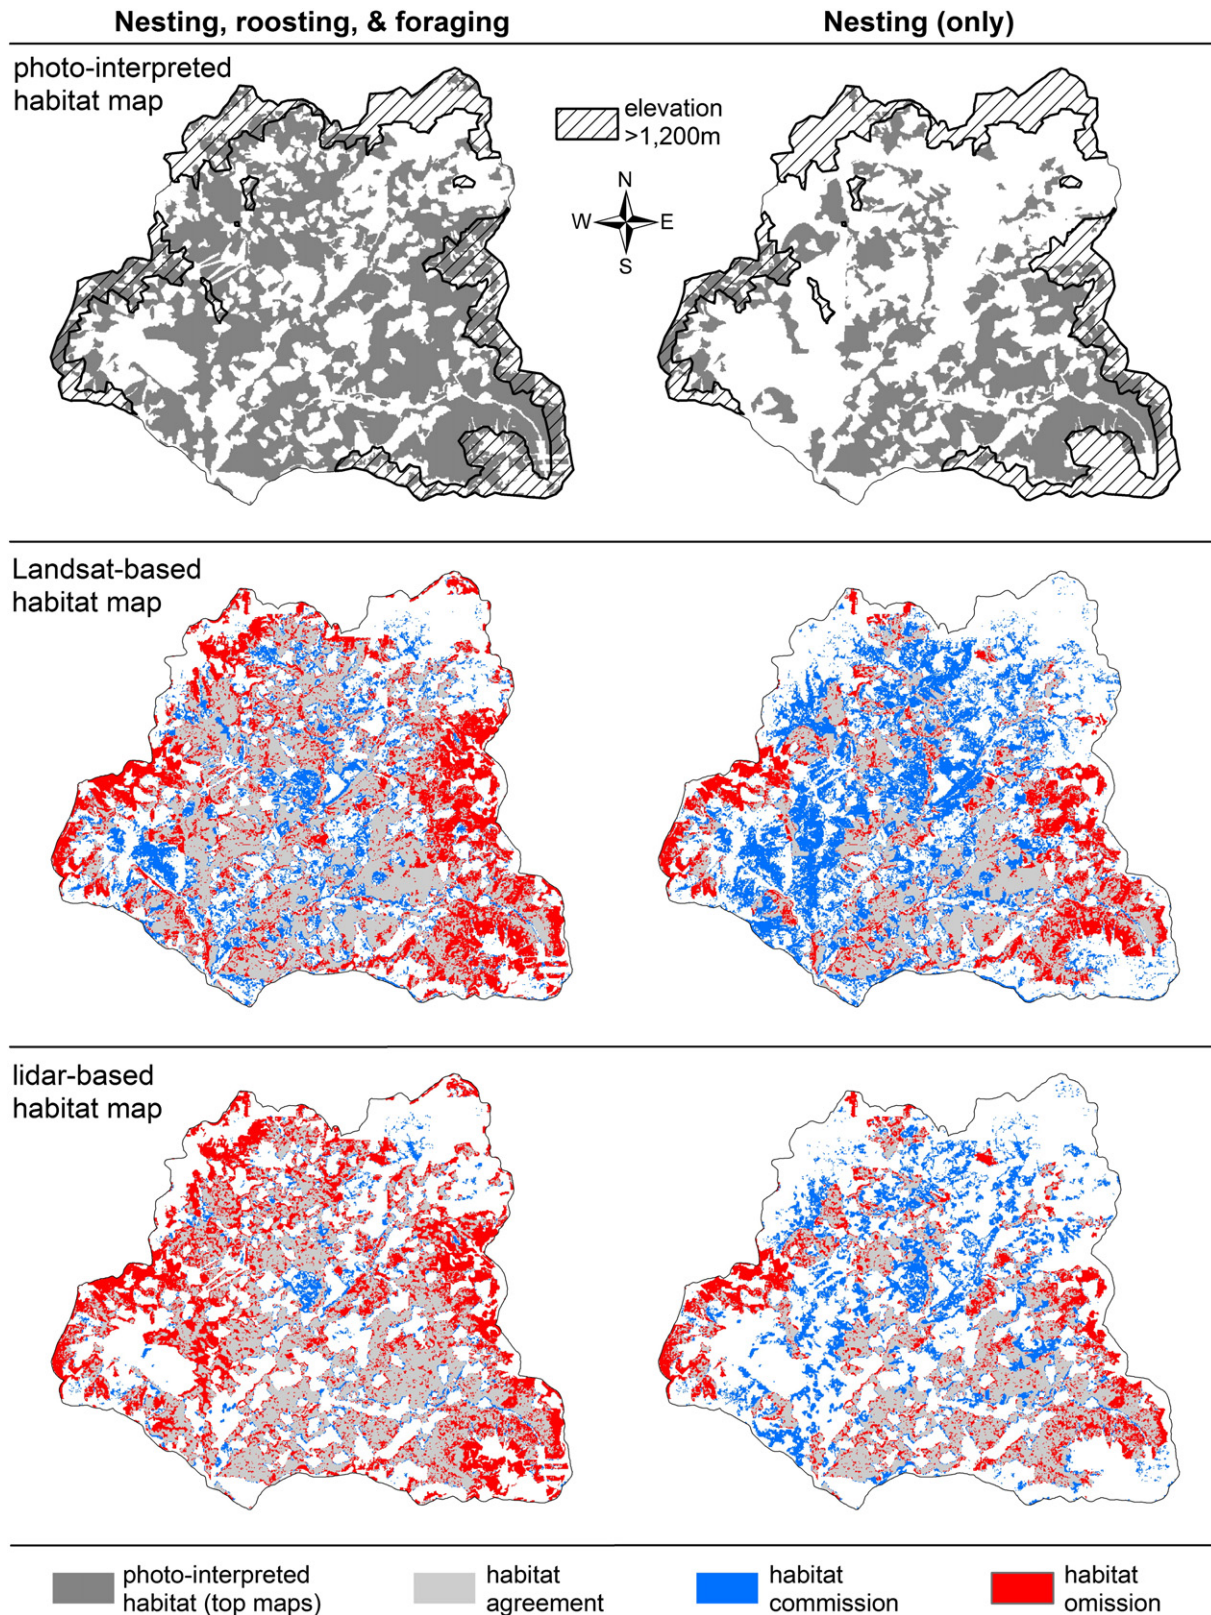 Nesting, roosting, & foraging
Nesting (only)
photo-interpreted
habitat map
elevation
>1,200m
N
W
E
S
Landsat-based
habitat map
lidar-based
habitat map
photo-interpreted
habitat (top maps)
habitat
agreement
habitat
commission
habitat
omission